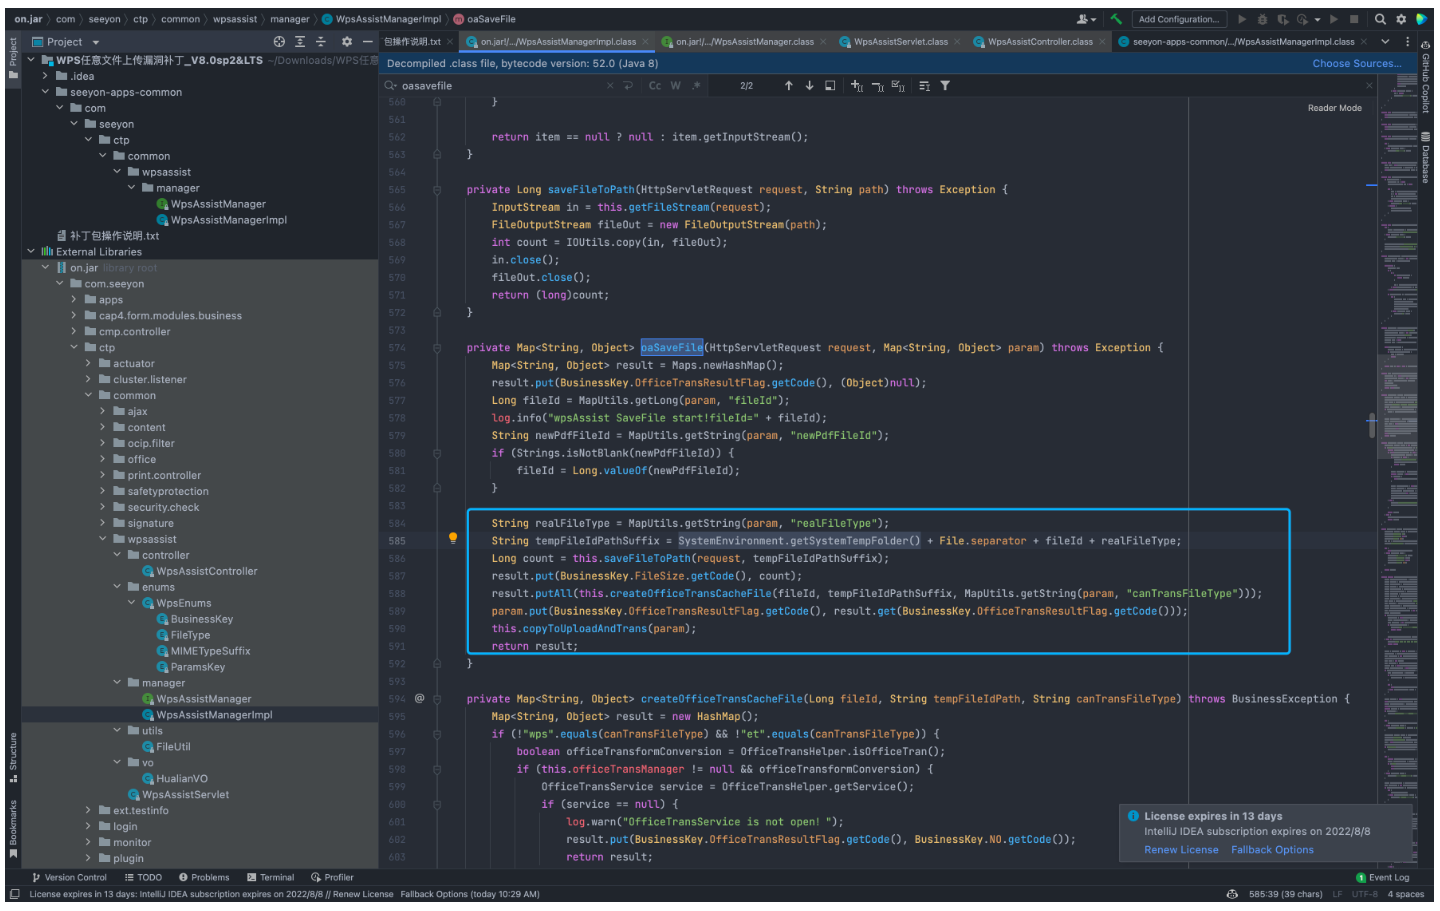 on.jar 〉 com 〉 seeyon 〉 ctp 〉 common 〉 wpsassist 〉 manager 〉 WpsAssistManagerImpl 〉 oaSaveFile
Add Configuration...
Project
包操作说明.txt
on.jar!/.../WpsAssistManagerImpl.class
on.jar!/.../WpsAssistManager.class
WpsAssistServlet.class
WpsAssistController.class
seeyon-apps-common/.../WpsAssistManagerImpl.class
Decompiled .class file, bytecode version: 52.0 (Java 8)
Choose Sources...
oasavefile
Cc W .*
2/2
Reader Mode
Project
WPS任意文件上传漏洞补丁_V8.0sp2&LTS ~/Downloads/WPS任意
.idea
seeyon-apps-common
com
seeyon
ctp
common
wpsassist
manager
WpsAssistManager
WpsAssistManagerImpl
补丁包操作说明.txt
External Libraries
on.jar library root
com.seeyon
apps
cap4.form.modules.business
cmp.controller
ctp
actuator
cluster.listener
common
ajax
content
ocip.filter
office
print.controller
safetyprotection
security.check
signature
wpsassist
controller
WpsAssistController
enums
WpsEnums
BusinessKey
FileType
MIMETypeSuffix
ParamsKey
manager
WpsAssistManager
WpsAssistManagerImpl
utils
FileUtil
vo
HualianVO
WpsAssistServlet
ext.testinfo
login
monitor
plugin
Structure
Bookmarks
560 }
561
562 return item == null ? null : item.getInputStream();
563 }
564
565 private Long saveFileToPath(HttpServletRequest request, String path) throws Exception {
566 InputStream in = this.getFileStream(request);
567 FileOutputStream fileOut = new FileOutputStream(path);
568 int count = IOUtils.copy(in, fileOut);
569 in.close();
570 fileOut.close();
571 return (long)count;
572 }
573
574 private Map<String, Object> oaSaveFile(HttpServletRequest request, Map<String, Object> param) throws Exception {
575 Map<String, Object> result = Maps.newHashMap();
576 result.put(BusinessKey.OfficeTransResultFlag.getCode(), (Object)null);
577 Long fileId = MapUtils.getLong(param, "fileId");
578 log.info("wpsAssist SaveFile start!fileId=" + fileId);
579 String newPdfFileId = MapUtils.getString(param, "newPdfFileId");
580 if (Strings.isNotBlank(newPdfFileId)) {
581 fileId = Long.valueOf(newPdfFileId);
582 }
583
584 String realFileType = MapUtils.getString(param, "realFileType");
585 String tempFileIdPathSuffix = SystemEnvironment.getSystemTempFolder() + File.separator + fileId + realFileType;
586 Long count = this.saveFileToPath(request, tempFileIdPathSuffix);
587 result.put(BusinessKey.FileSize.getCode(), count);
588 result.putAll(this.createOfficeTransCacheFile(fileId, tempFileIdPathSuffix, MapUtils.getString(param, "canTransFileType")));
589 param.put(BusinessKey.OfficeTransResultFlag.getCode(), result.get(BusinessKey.OfficeTransResultFlag.getCode()));
590 this.copyToUploadAndTrans(param);
591 return result;
592 }
593
594 @ private Map<String, Object> createOfficeTransCacheFile(Long fileId, String tempFileIdPath, String canTransFileType) throws BusinessException {
595 Map<String, Object> result = new HashMap();
596 if (!"wps".equals(canTransFileType) && !"et".equals(canTransFileType)) {
597 boolean officeTransformConversion = OfficeTransHelper.isOfficeTran();
598 if (this.officeTransManager != null && officeTransformConversion) {
599 OfficeTransService service = OfficeTransHelper.getService();
600 if (service == null) {
601 log.warn("OfficeTransService is not open! ");
602 result.put(BusinessKey.OfficeTransResultFlag.getCode(), BusinessKey.NO.getCode());
603 return result;
GitHub Copilot
Database
License expires in 13 days
IntelliJ IDEA subscription expires on 2022/8/8
Renew License Fallback Options
Version Control
TODO
Problems
Terminal
Profiler
1 Event Log
License expires in 13 days: IntelliJ IDEA subscription expires on 2022/8/8 // Renew License Fallback Options (today 10:29 AM)
585:39 (39 chars) LF UTF-8 4 spaces